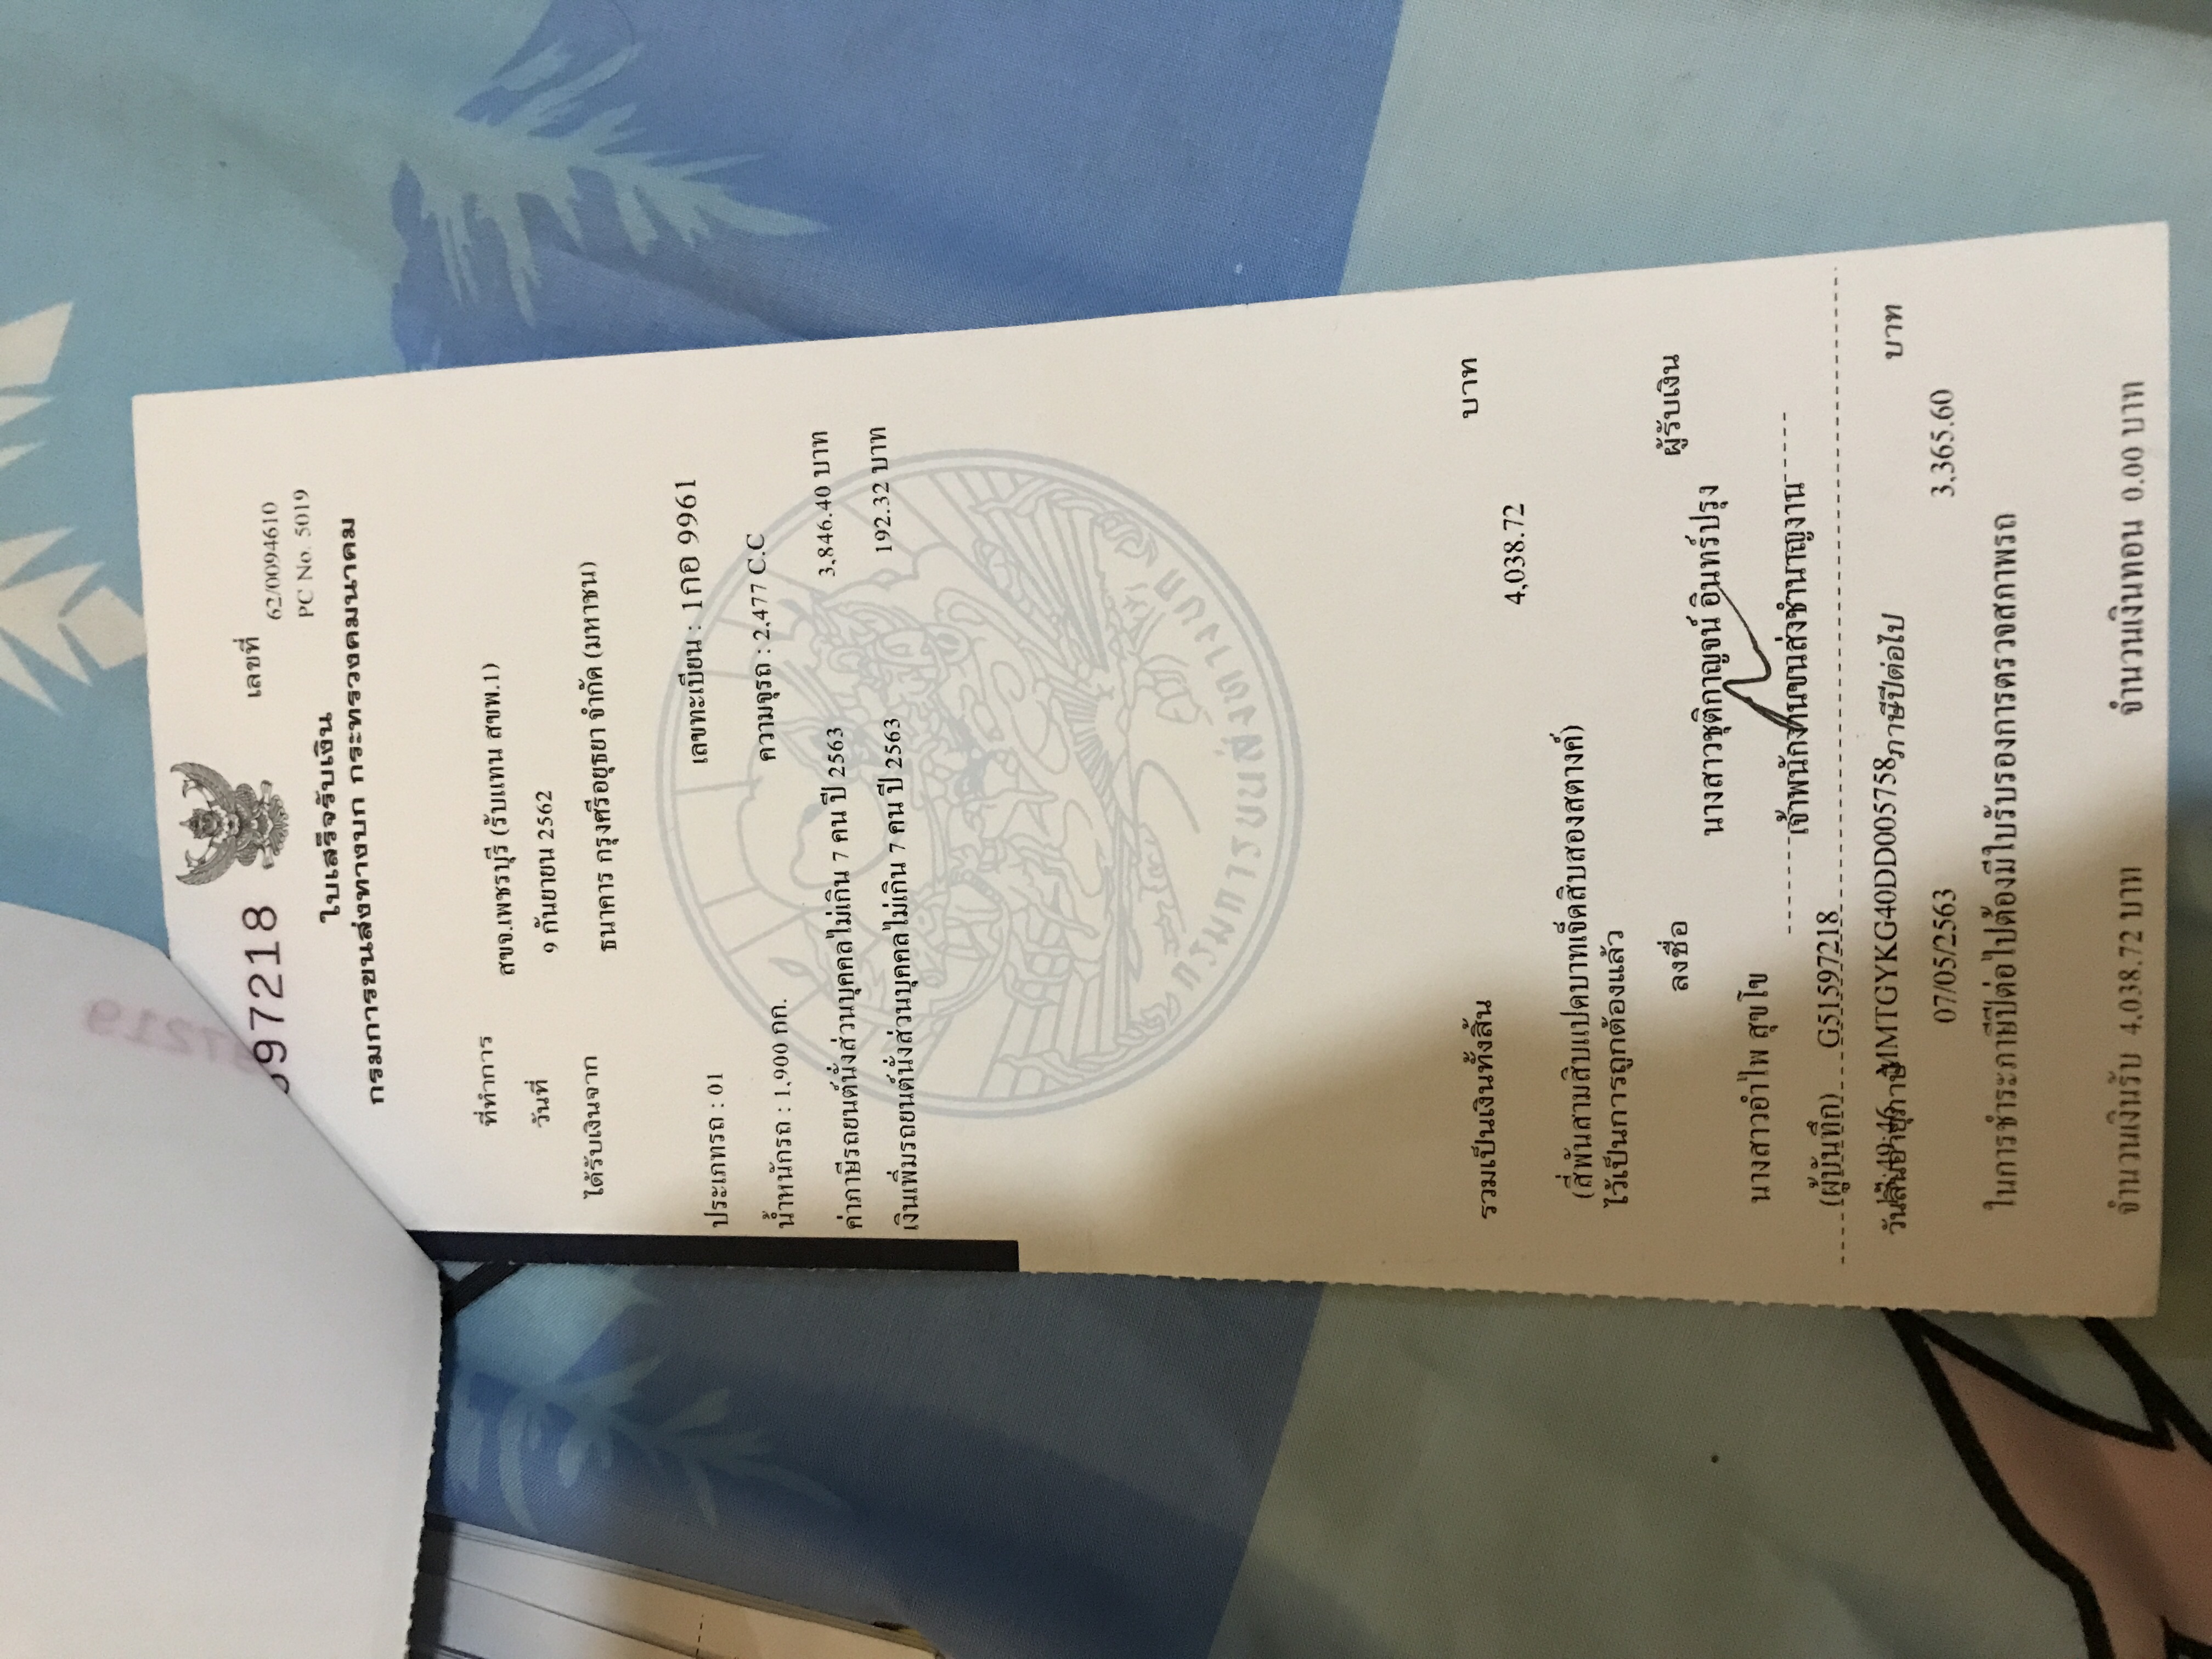 97218
เลขที่
62/0094610
PC No. 5019
ใบเสร็จรับเงิน
กรมการขนส่งทางบก กระทรวงคมนาคม
ที่ทำการ สขจ.เพชรบุรี (รับแทน สขพ.1)
วันที่ 9 กันยายน 2562
ได้รับเงินจาก ธนาคาร กรุงศรีอยุธยา จำกัด (มหาชน)
ประเภทรถ : 01 เลขทะเบียน : 1กอ 9961
น้ำหนักรถ : 1,900 กก. ความจุรถ : 2,477 C.C
ค่าภาษีรถยนต์นั่งส่วนบุคคลไม่เกิน 7 คน ปี 2563 3,846.40 บาท
เงินเพิ่มรถยนต์นั่งส่วนบุคคลไม่เกิน 7 คน ปี 2563 192.32 บาท
กรมการขนส่งทางบก
รวมเป็นเงินทั้งสิ้น 4,038.72 บาท
(สี่พันสามสิบแปดบาทเจ็ดสิบสองสตางค์)
ไว้เป็นการถูกต้องแล้ว
ลงชื่อ ผู้รับเงิน
นางสาวชุติกาญจน์ อินทร์ปรุง
นางสาวอำไพ สุขโข เจ้าพนักงานขนส่งชำนาญงาน
(ผู้บันทึก) G51597218
วันสิ้นอายุภาษี MMTGYKG40DD005758 ภาษีปีต่อไป บาท
07/05/2563 3,365.60
ในการชำระภาษีปีต่อไปต้องมีใบรับรองการตรวจสภาพรถ
จำนวนเงินรับ 4,038.72 บาท จำนวนเงินทอน 0.00 บาท
97219